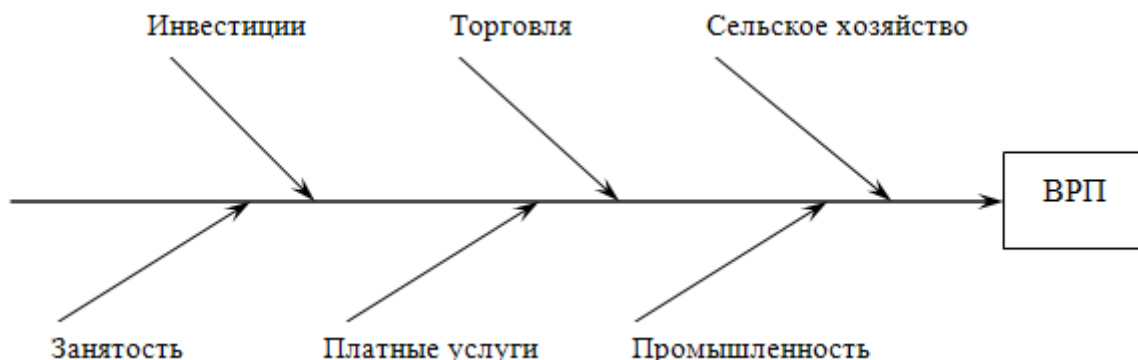 Инвестиции
Торговля
Сельское хозяйство
ВРП
Занятость
Платные услуги
Промышленность